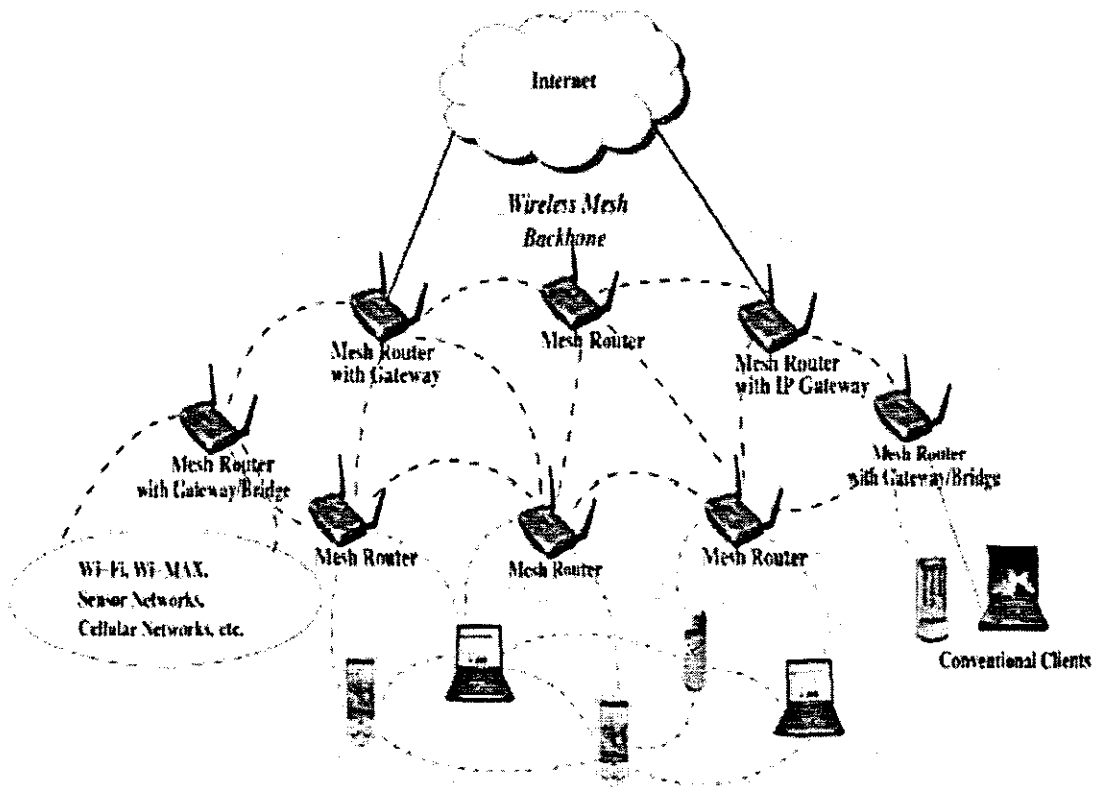 Internet
Wireless Mesh
Backbone
Mesh Router
with Gateway
Mesh Router
Mesh Router
with IP Gateway
Mesh Router
with Gateway/Bridge
Mesh Router
with Gateway/Bridge
Mesh Router
Mesh Router
Mesh Router
Wi-Fi, Wi-MAX,
Sensor Networks,
Cellular Networks, etc.
Conventional Clients